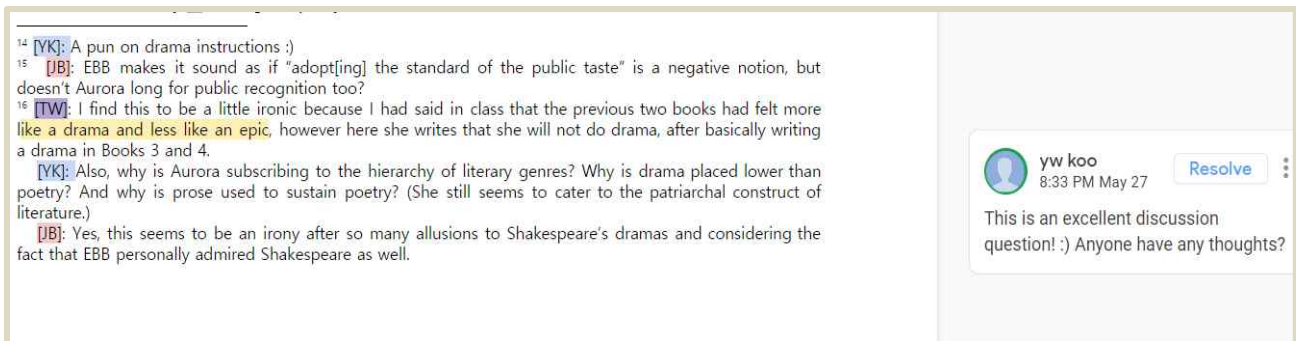 14 [YK]: A pun on drama instructions :)
15 [JB]: EBB makes it sound as if “adopt[ing] the standard of the public taste” is a negative notion, but
doesn’t Aurora long for public recognition too?
16 [TW]: I find this to be a little ironic because I had said in class that the previous two books had felt more
like a drama and less like an epic, however here she writes that she will not do drama, after basically writing
a drama in Books 3 and 4.
[YK]: Also, why is Aurora subscribing to the hierarchy of literary genres? Why is drama placed lower than
poetry? And why is prose used to sustain poetry? (She still seems to cater to the patriarchal construct of
literature.)
[JB]: Yes, this seems to be an irony after so many allusions to Shakespeare’s dramas and considering the
fact that EBB personally admired Shakespeare as well.
yw koo
8:33 PM May 27
Resolve
This is an excellent discussion
question! :) Anyone have any thoughts?